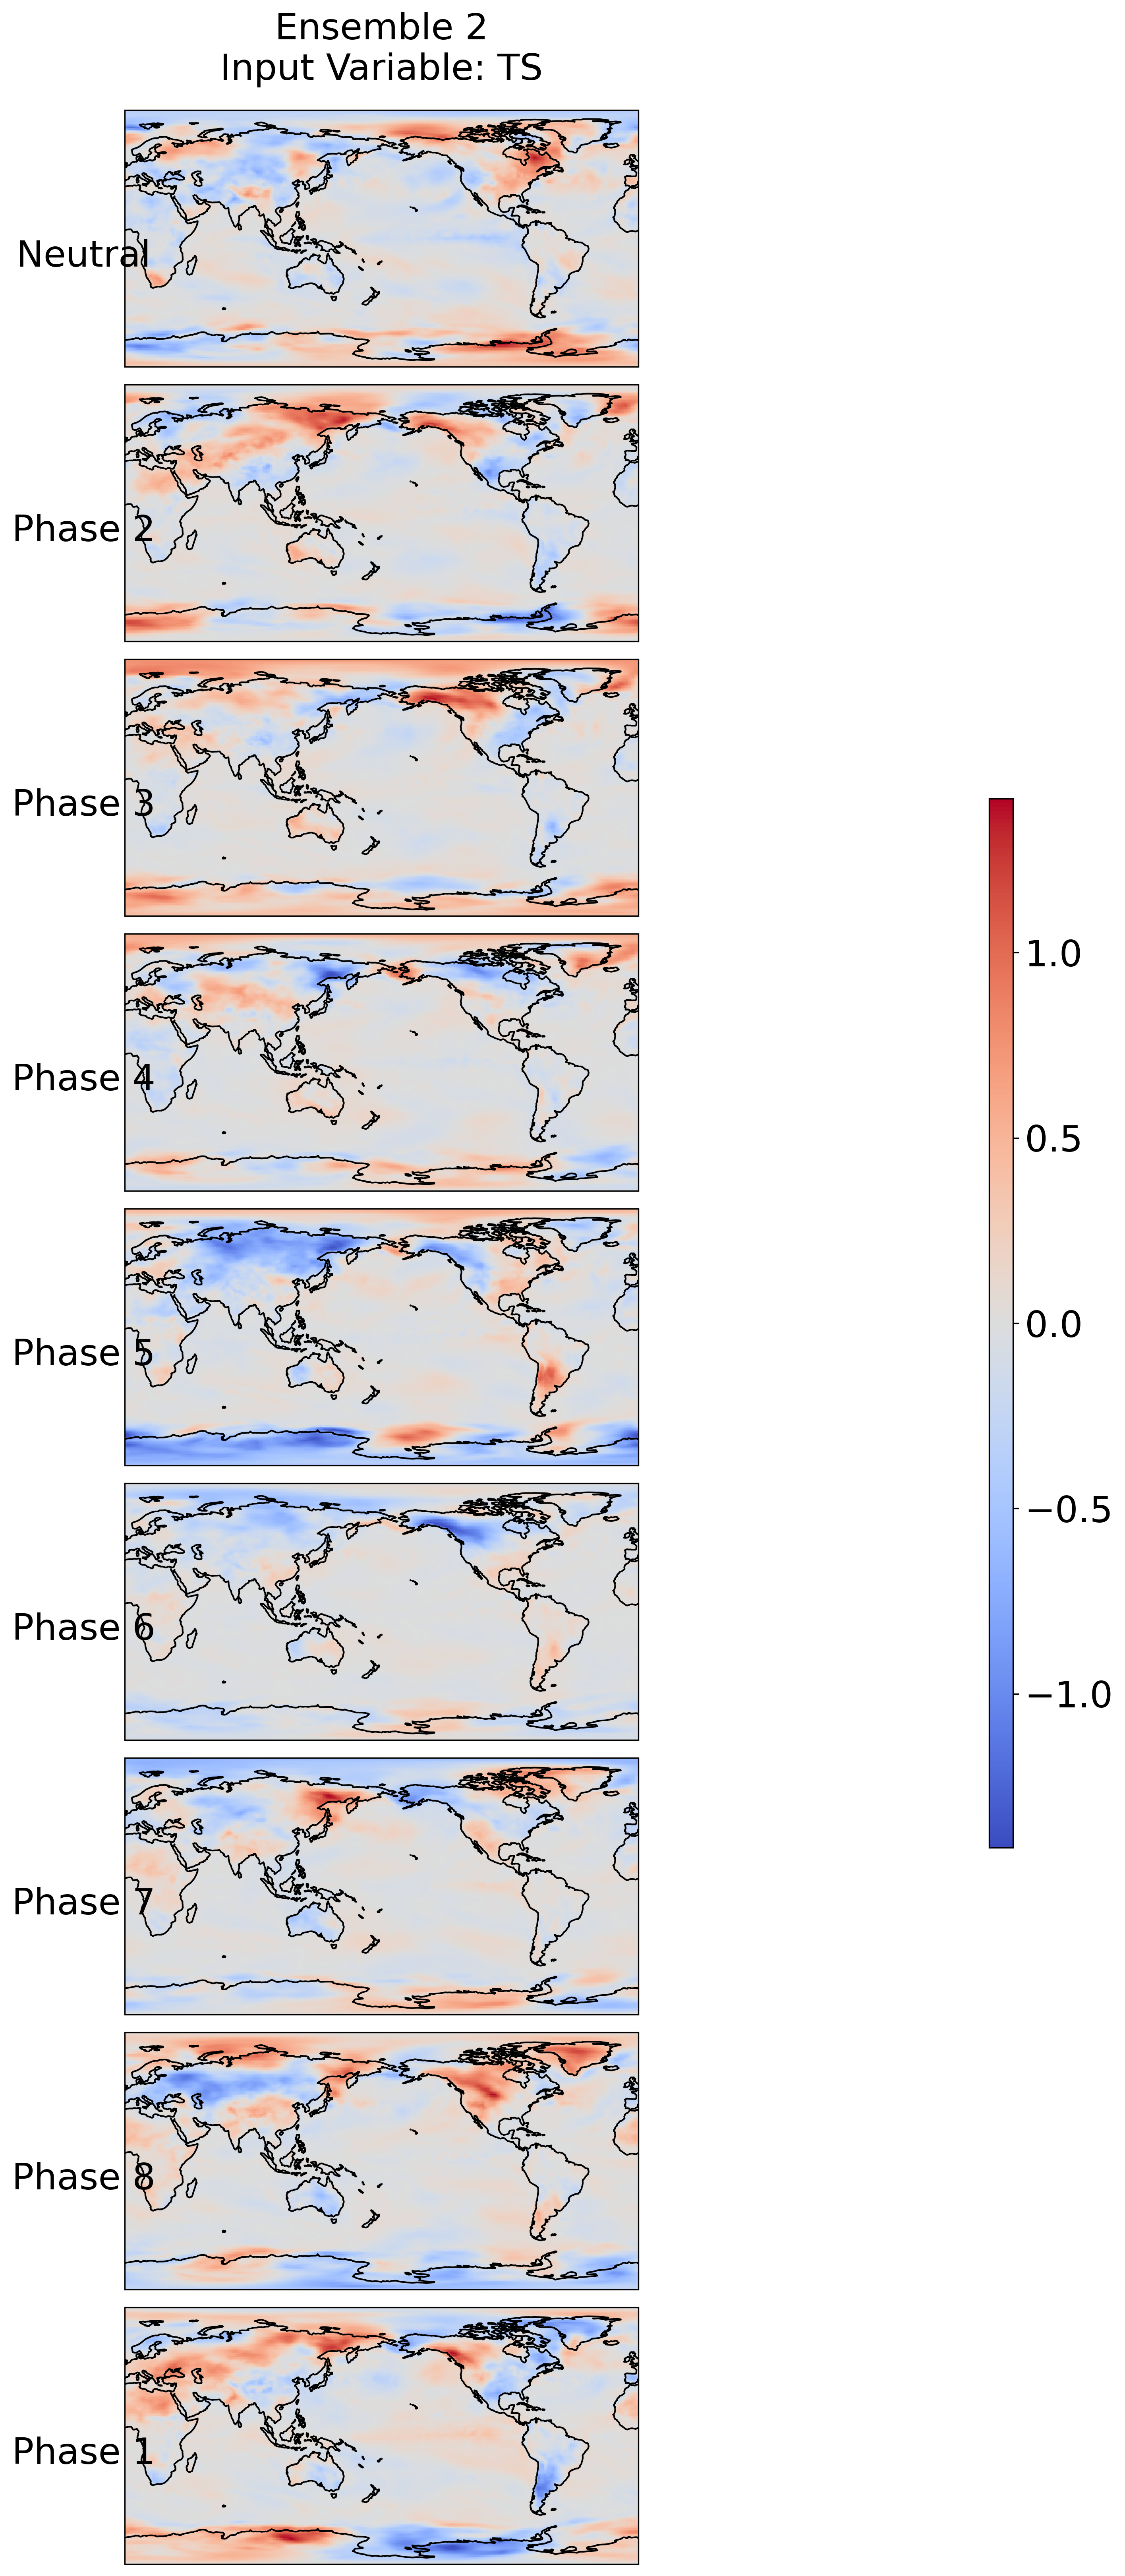 Ensemble 2
Input Variable: TS
Neutral
Phase 2
Phase 3
Phase 4
Phase 5
Phase 6
Phase 7
Phase 8
Phase 1
1.0
0.5
0.0
−0.5
−1.0